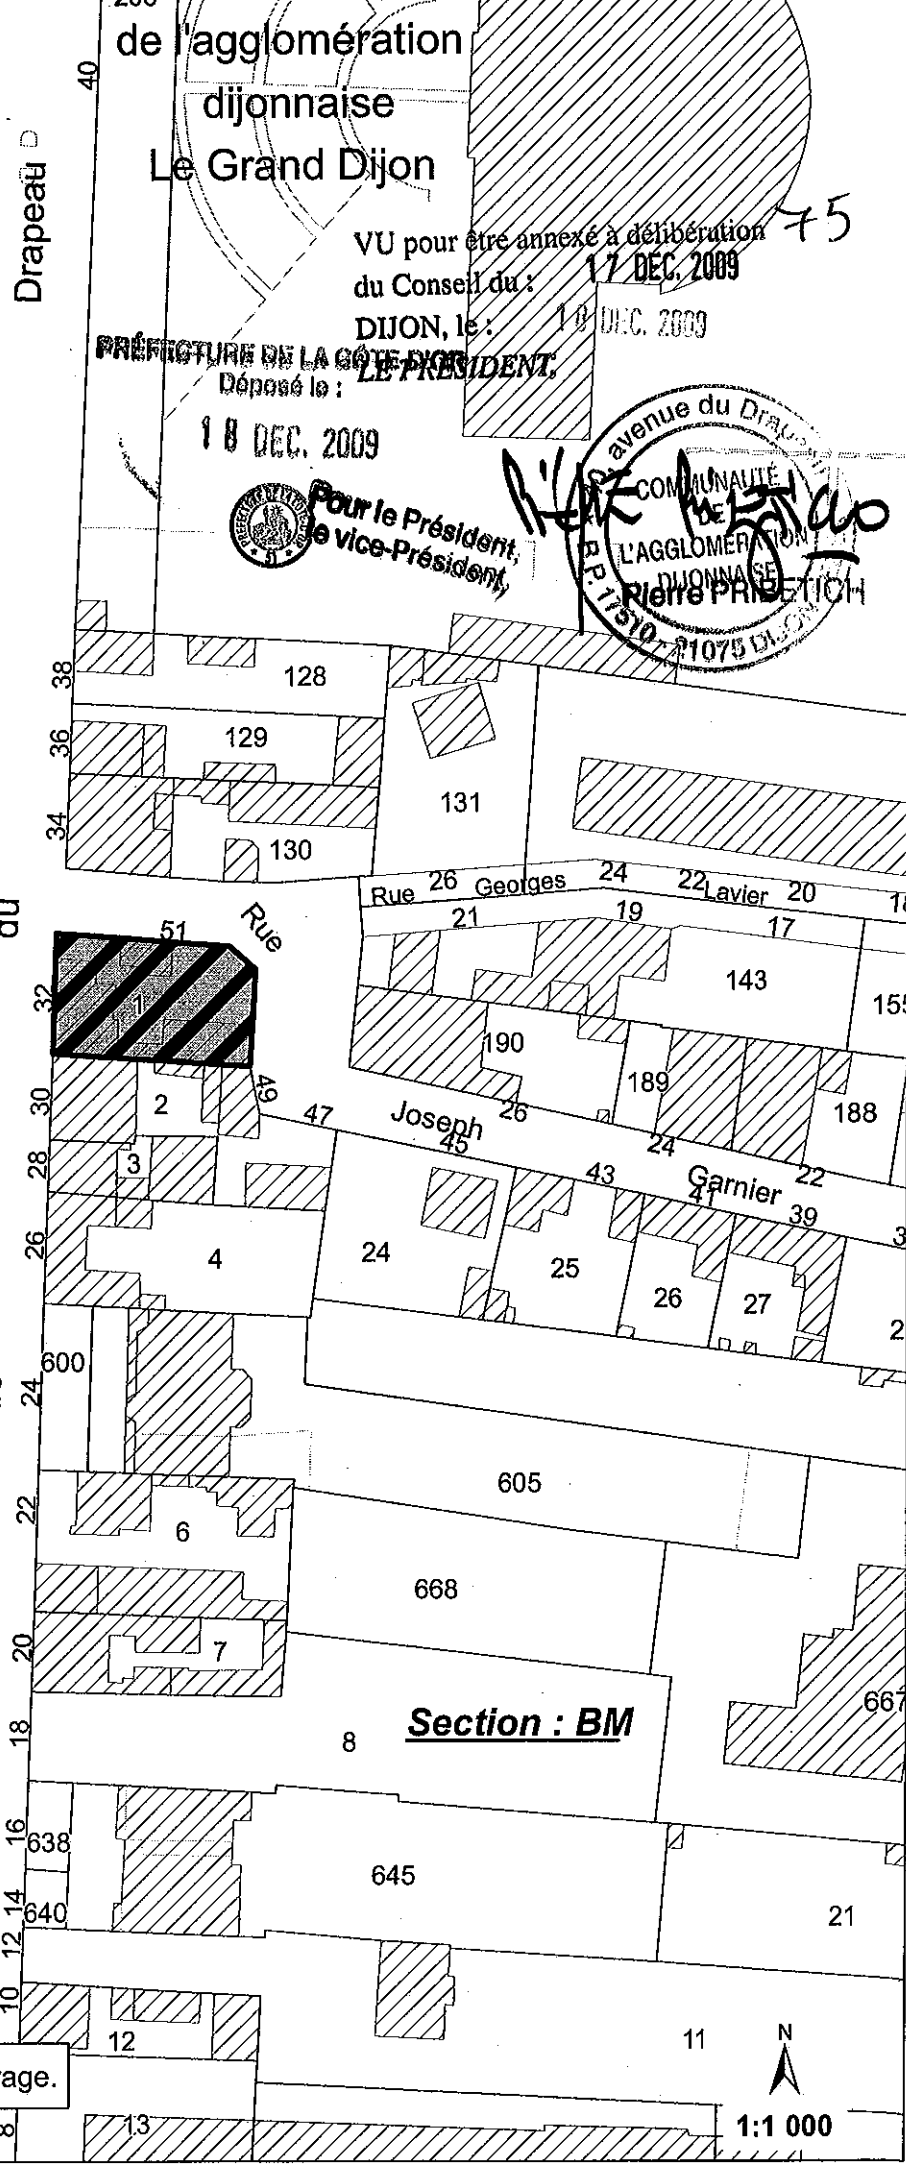 de l'agglomération
40
dijonnaise
Le Grand Dijon
Drapeau
VU pour être annexé à délibération 75
du Conseil du : 17 DEC. 2009
DIJON, le : 18 DEC. 2009
PRÉFECTURE DE LA CÔTE-D'OR
LE PRÉSIDENT,
Déposé le :
18 DEC. 2009
Pour le Président,
le vice-Président,
avenue du Drapeau
COMMUNAUTÉ
DE
L'AGGLOMÉRATION
DIJONNAISE
Pierre PRIBETICH
B.P. 17510 - 21075 DIJON
38
128
36
129
131
34
130
Rue 26 Georges 24 22 Lavier 20
21 19 17
du
51
Rue
143
32
1
190
189
188
30
2
49
47
Joseph
26
45
24
28
3
43
Garnier
22
41
39
26
4
24
25
26
27
600
24
605
22
6
668
20
7
667
18
8
Section : BM
16
638
645
14
640
21
12
10
12
11
N
rage.
8
13
1:1 000